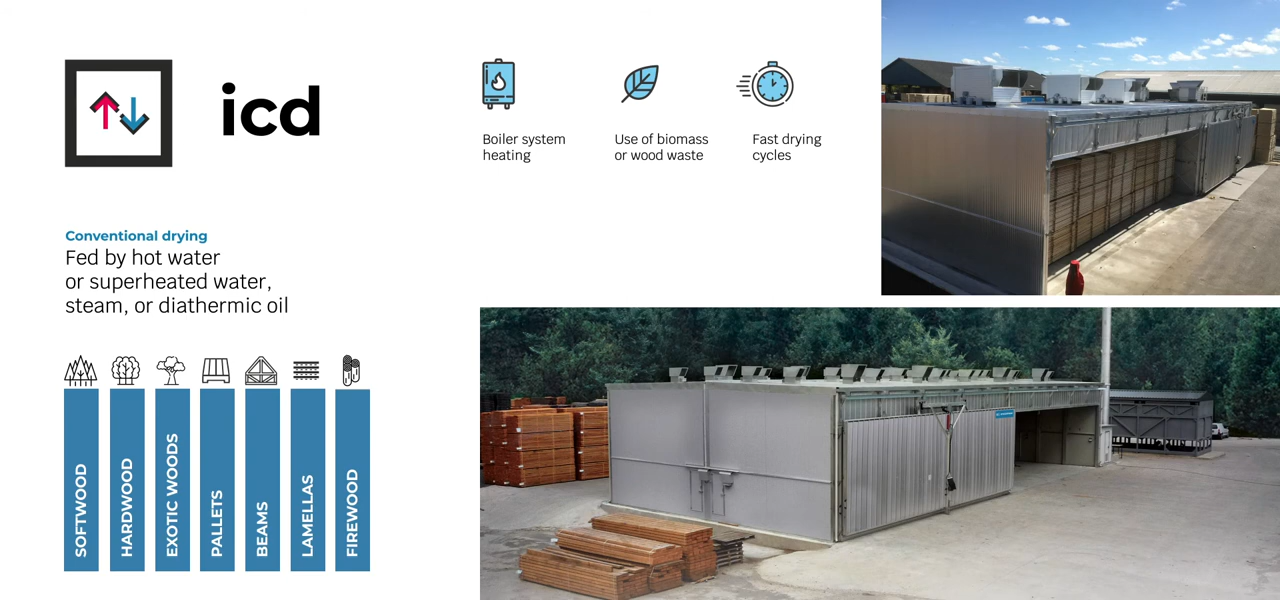 icd
Boiler system
heating
Use of biomass
or wood waste
Fast drying
cycles
Conventional drying
Fed by hot water
or superheated water,
steam, or diathermic oil
SOFTWOOD
HARDWOOD
EXOTIC WOODS
PALLETS
BEAMS
LAMELLAS
FIREWOOD